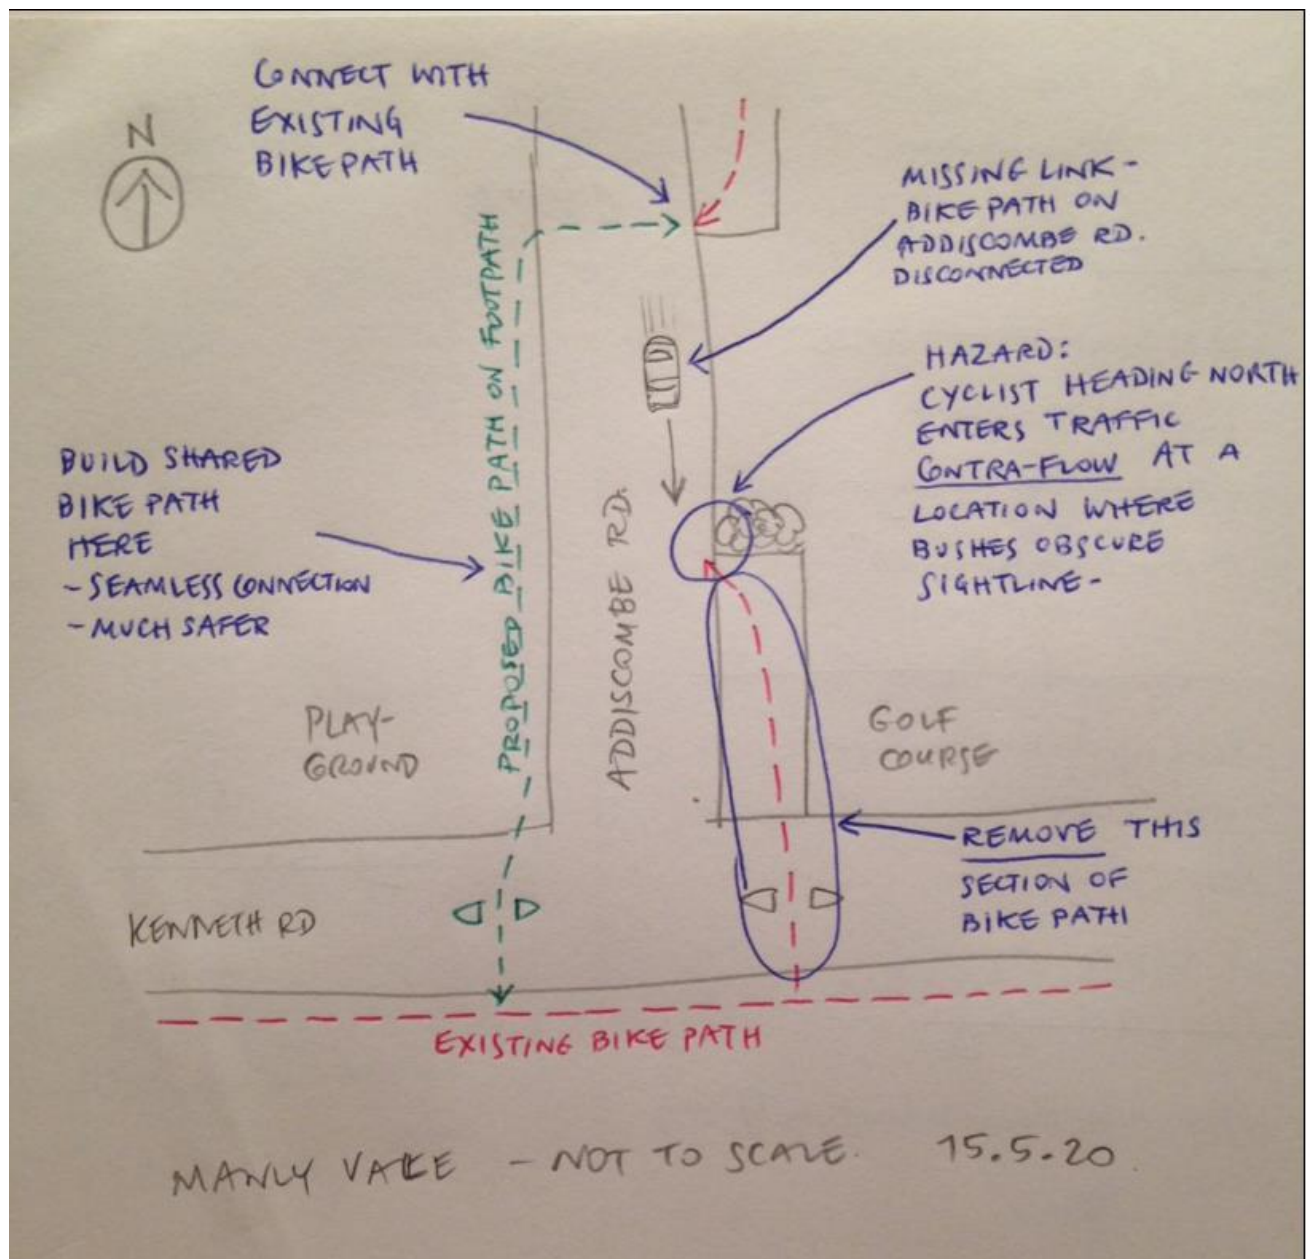 CONNECT WITH
EXISTING
BIKE PATH
N
MISSING LINK -
BIKE PATH ON
ADDISCOMBE RD.
DISCONNECTED
HAZARD:
CYCLIST HEADING NORTH
ENTERS TRAFFIC
CONTRA-FLOW AT A
LOCATION WHERE
BUSHES OBSCURE
SIGHTLINE -
BUILD SHARED
BIKE PATH
HERE
- SEAMLESS CONNECTION
- MUCH SAFER
PROPOSED BIKE PATH ON FOOTPATH
ADDISCOMBE RD.
PLAY-
GROUND
GOLF
COURSE
REMOVE THIS
SECTION OF
BIKE PATH
KENNETH RD
EXISTING BIKE PATH
MANLY VALE - NOT TO SCALE. 15.5.20.